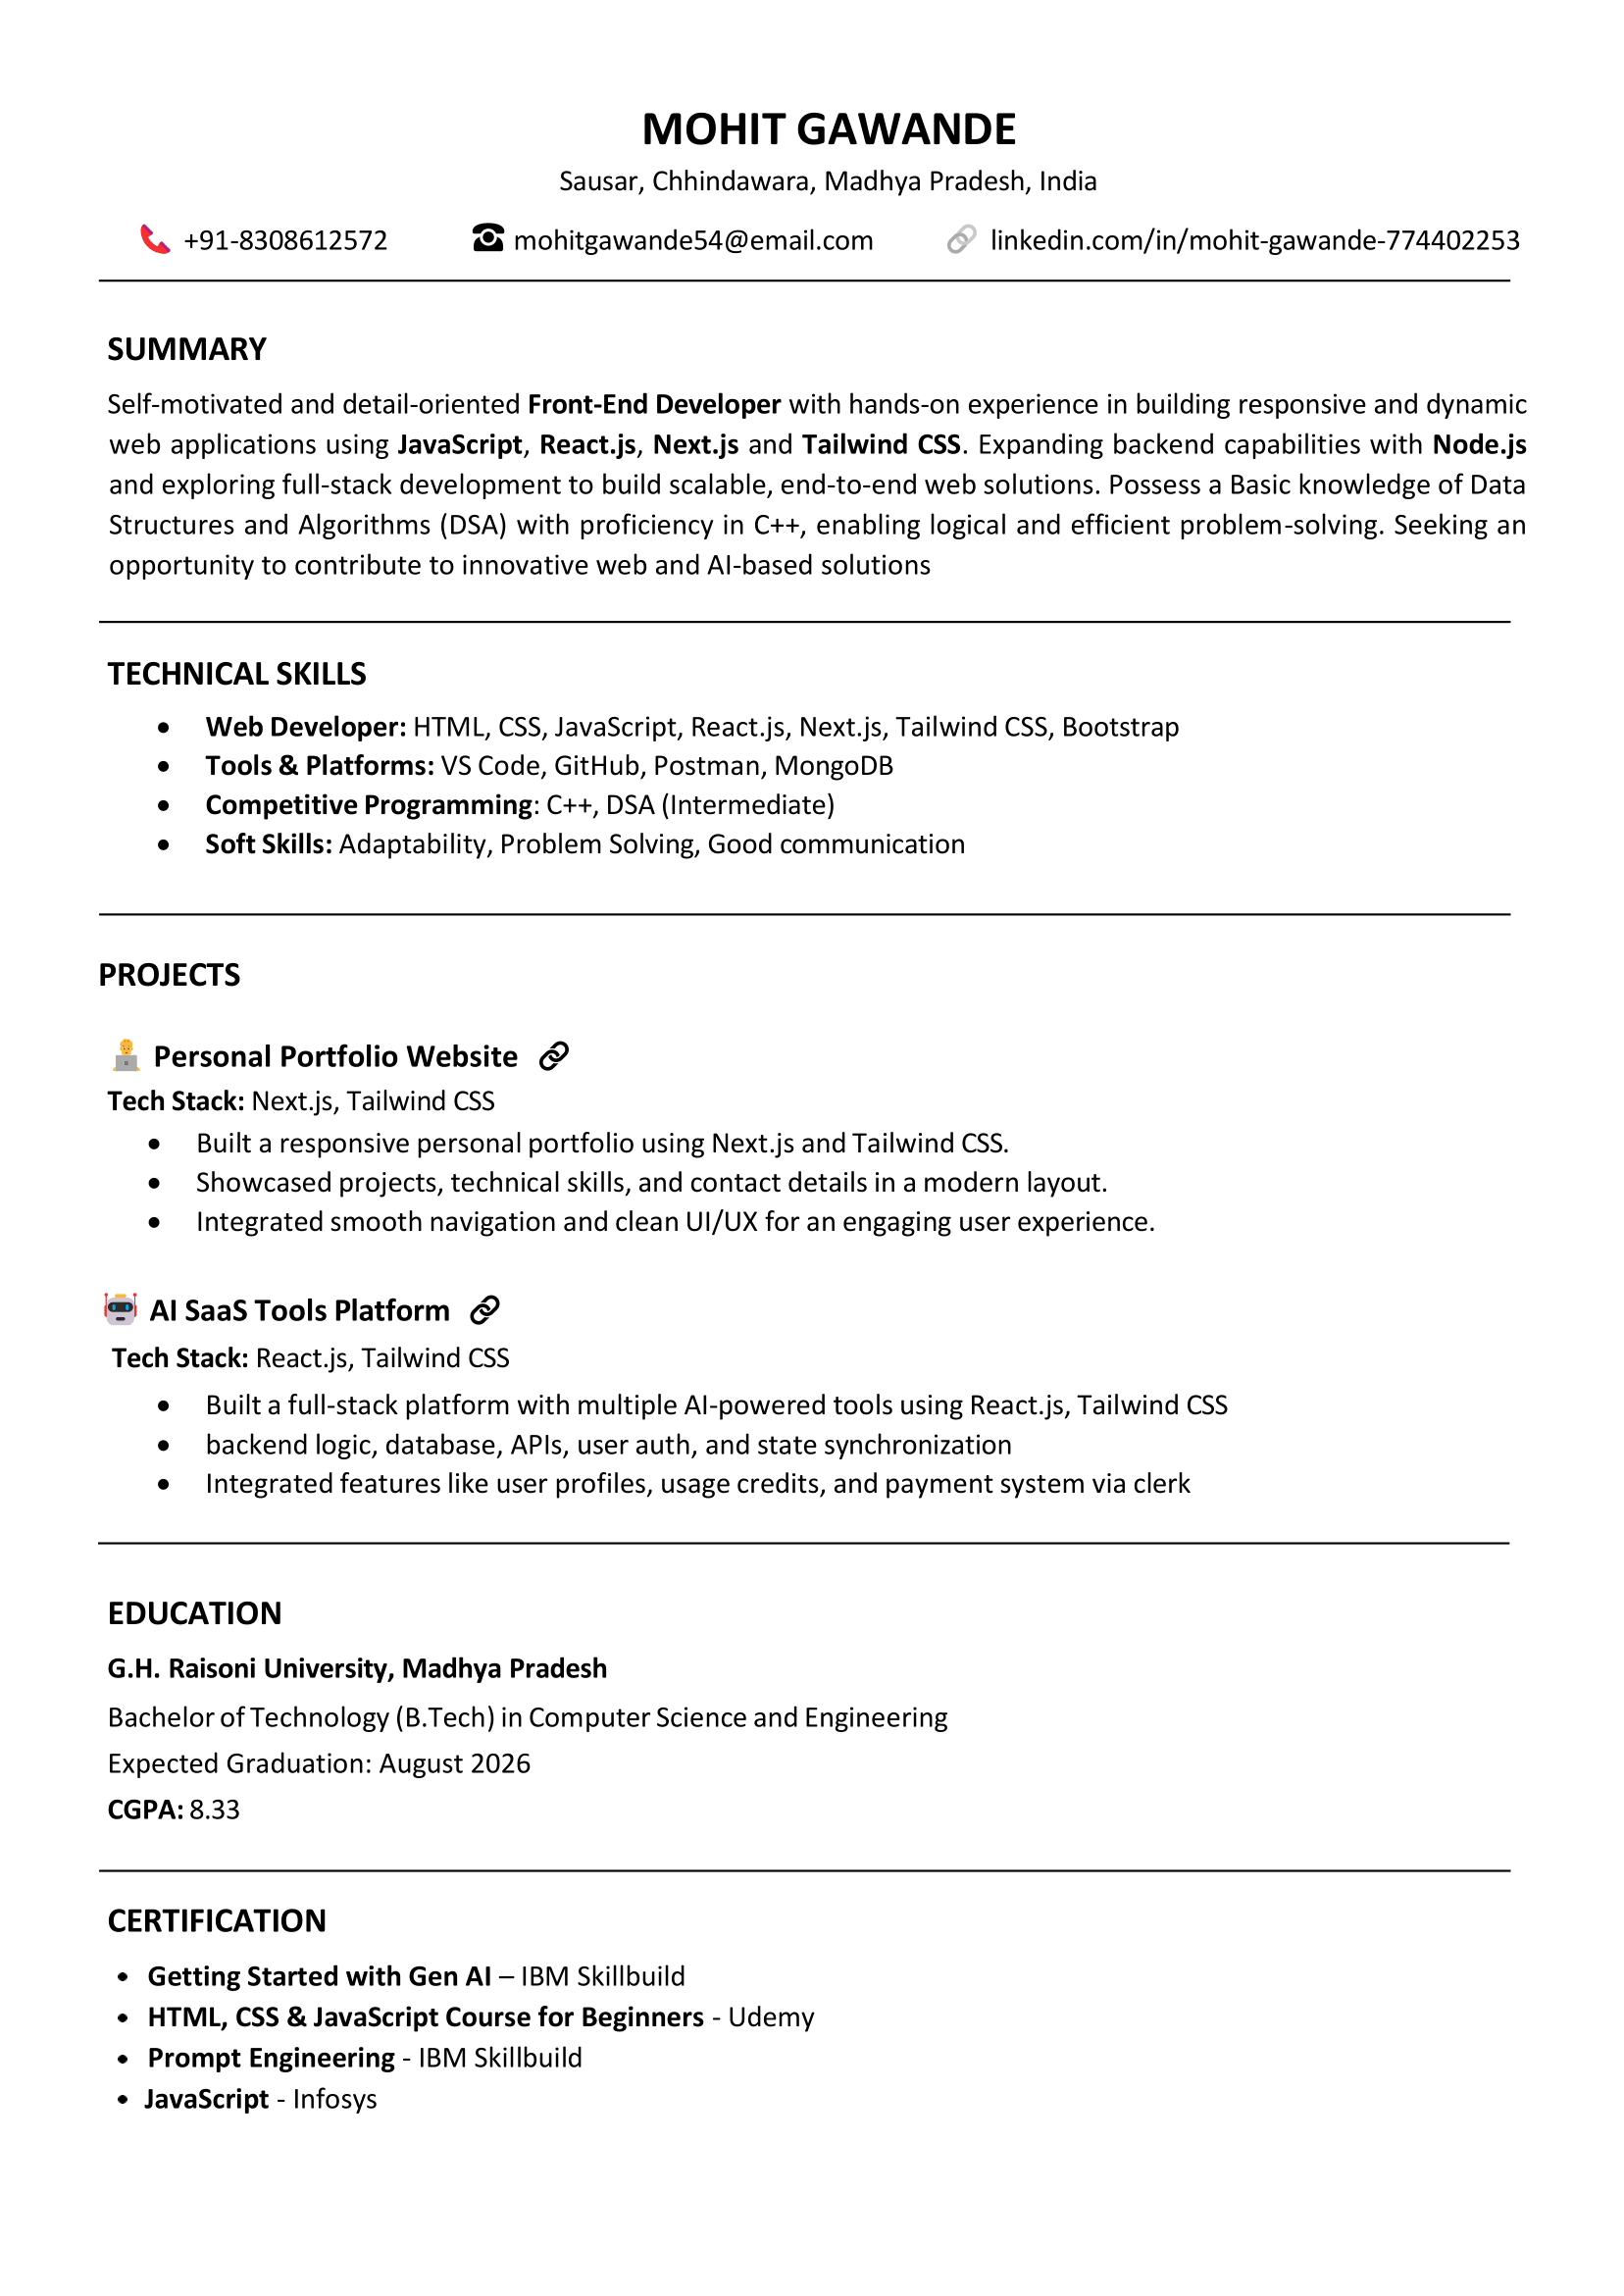 MOHIT GAWANDE
Sausar, Chhindawara, Madhya Pradesh, India
+91-8308612572 mohitgawande54@email.com linkedin.com/in/mohit-gawande-774402253
SUMMARY
Self-motivated and detail-oriented Front-End Developer with hands-on experience in building responsive and dynamic
web applications using JavaScript, React.js, Next.js and Tailwind CSS. Expanding backend capabilities with Node.js
and exploring full-stack development to build scalable, end-to-end web solutions. Possess a Basic knowledge of Data
Structures and Algorithms (DSA) with proficiency in C++, enabling logical and efficient problem-solving. Seeking an
opportunity to contribute to innovative web and AI-based solutions
TECHNICAL SKILLS
• Web Developer: HTML, CSS, JavaScript, React.js, Next.js, Tailwind CSS, Bootstrap
• Tools & Platforms: VS Code, GitHub, Postman, MongoDB
• Competitive Programming: C++, DSA (Intermediate)
• Soft Skills: Adaptability, Problem Solving, Good communication
PROJECTS
Personal Portfolio Website
Tech Stack: Next.js, Tailwind CSS
• Built a responsive personal portfolio using Next.js and Tailwind CSS.
• Showcased projects, technical skills, and contact details in a modern layout.
• Integrated smooth navigation and clean UI/UX for an engaging user experience.
AI SaaS Tools Platform
Tech Stack: React.js, Tailwind CSS
• Built a full-stack platform with multiple AI-powered tools using React.js, Tailwind CSS
• backend logic, database, APIs, user auth, and state synchronization
• Integrated features like user profiles, usage credits, and payment system via clerk
EDUCATION
G.H. Raisoni University, Madhya Pradesh
Bachelor of Technology (B.Tech) in Computer Science and Engineering
Expected Graduation: August 2026
CGPA: 8.33
CERTIFICATION
• Getting Started with Gen AI – IBM Skillbuild
• HTML, CSS & JavaScript Course for Beginners - Udemy
• Prompt Engineering - IBM Skillbuild
• JavaScript - Infosys